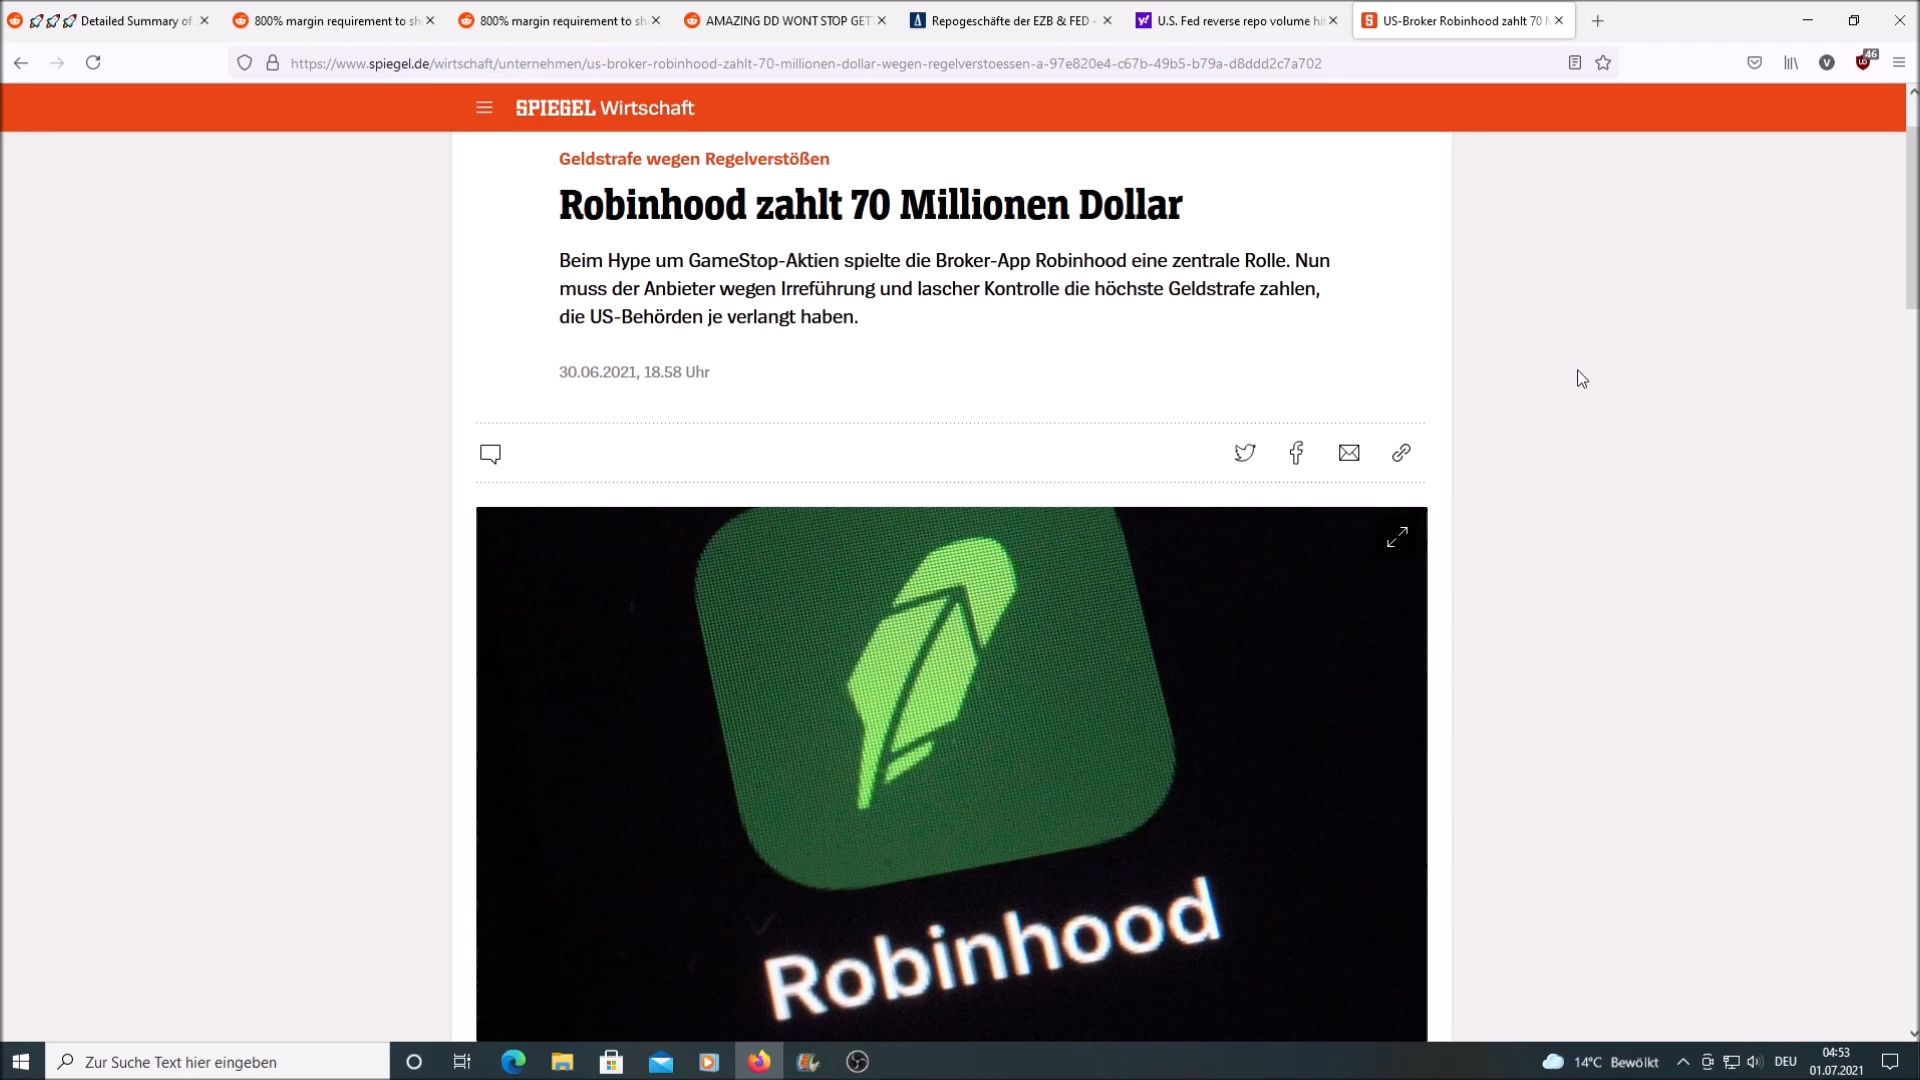 🚀🚀🚀 Detailed Summary of
800% margin requirement to sh
800% margin requirement to sh
AMAZING DD WONT STOP GET
Repogeschäfte der EZB & FED -
U.S. Fed reverse repo volume hi
US-Broker Robinhood zahlt 70 M
https://www.spiegel.de/wirtschaft/unternehmen/us-broker-robinhood-zahlt-70-millionen-dollar-wegen-regelverstoessen-a-97e820e4-c67b-49b5-b79a-d8ddd2c7a702
V
46
SPIEGEL Wirtschaft
Geldstrafe wegen Regelverstößen
Robinhood zahlt 70 Millionen Dollar
Beim Hype um GameStop-Aktien spielte die Broker-App Robinhood eine zentrale Rolle. Nun
muss der Anbieter wegen Irreführung und lascher Kontrolle die höchste Geldstrafe zahlen,
die US-Behörden je verlangt haben.
30.06.2021, 18.58 Uhr
Robinhood
Zur Suche Text hier eingeben
14°C Bewölkt
DEU
04:53
01.07.2021